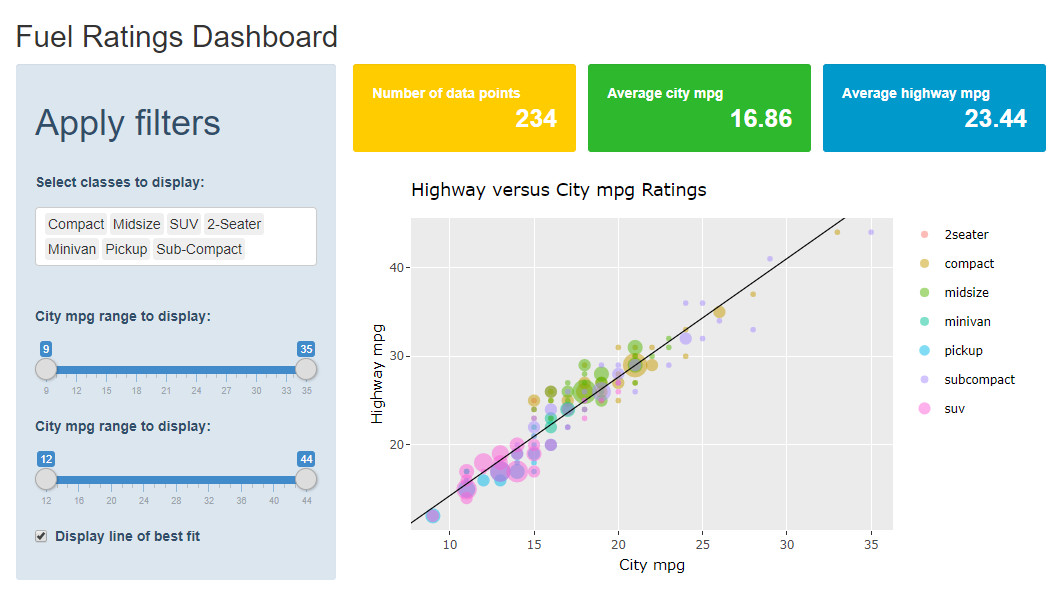 Fuel Ratings Dashboard
Apply filters
Select classes to display:
Compact Midsize SUV 2-Seater
Minivan Pickup Sub-Compact
City mpg range to display:
9 35
9 12 15 18 21 24 27 30 33 35
City mpg range to display:
12 44
12 16 20 24 28 32 36 40 44
Display line of best fit
Number of data points
234
Average city mpg
16.86
Average highway mpg
23.44
Highway versus City mpg Ratings
Highway mpg
40
30
20
10 15 20 25 30 35
City mpg
2seater
compact
midsize
minivan
pickup
subcompact
suv